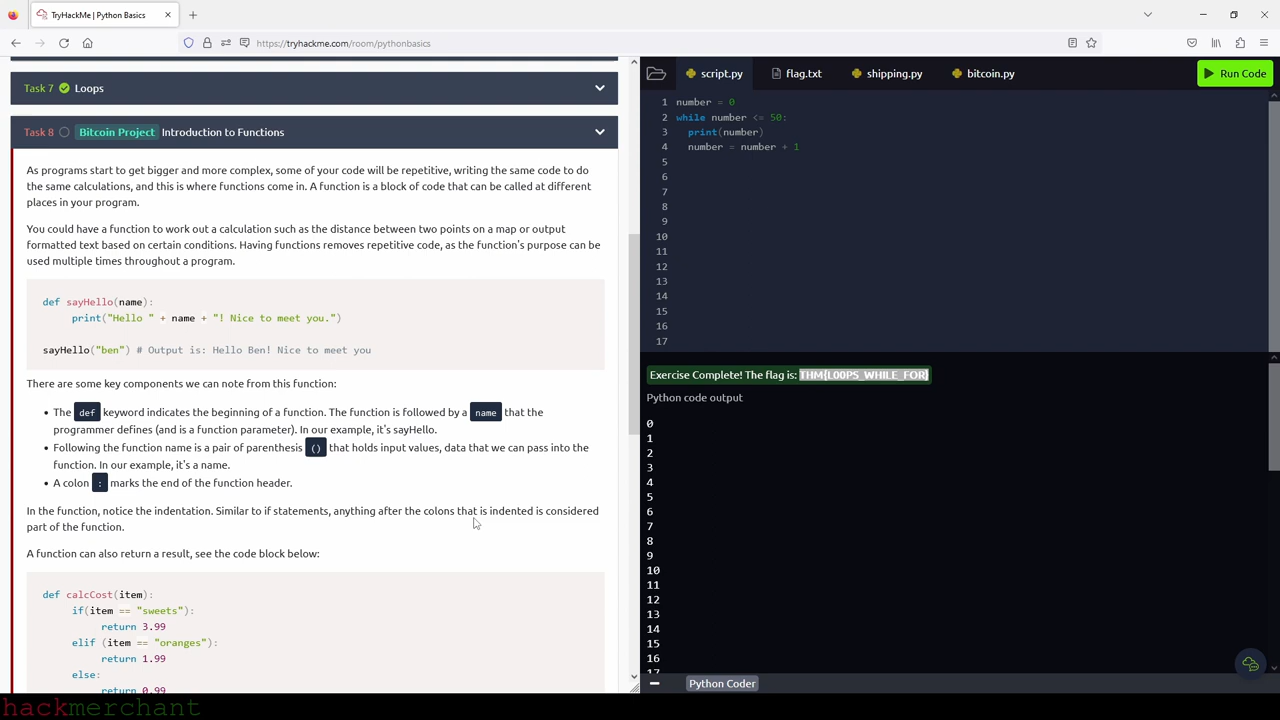 TryHackMe | Python Basics
https://tryhackme.com/room/pythonbasics
Task 7 Loops
Task 8 Bitcoin Project Introduction to Functions
As programs start to get bigger and more complex, some of your code will be repetitive, writing the same code to do
the same calculations, and this is where functions come in. A function is a block of code that can be called at different
places in your program.
You could have a function to work out a calculation such as the distance between two points on a map or output
formatted text based on certain conditions. Having functions removes repetitive code, as the function's purpose can be
used multiple times throughout a program.
def sayHello(name):
print("Hello " + name + "! Nice to meet you.")
sayHello("ben") # Output is: Hello Ben! Nice to meet you
There are some key components we can note from this function:
• The def keyword indicates the beginning of a function. The function is followed by a name that the
programmer defines (and is a function parameter). In our example, it's sayHello.
• Following the function name is a pair of parenthesis () that holds input values, data that we can pass into the
function. In our example, it's a name.
• A colon : marks the end of the function header.
In the function, notice the indentation. Similar to if statements, anything after the colons that is indented is considered
part of the function.
A function can also return a result, see the code block below:
def calcCost(item):
if(item == "sweets"):
return 3.99
elif (item == "oranges"):
return 1.99
else:
return 0.99
hackmerchant
script.py flag.txt shipping.py bitcoin.py Run Code
1 number = 0
2 while number <= 50:
3 print(number)
4 number = number + 1
5
6
7
8
9
10
11
12
13
14
15
16
17
Exercise Complete! The flag is: THM{L00PS_WHILE_FOR}
Python code output
0
1
2
3
4
5
6
7
8
9
10
11
12
13
14
15
16
17
Python Coder